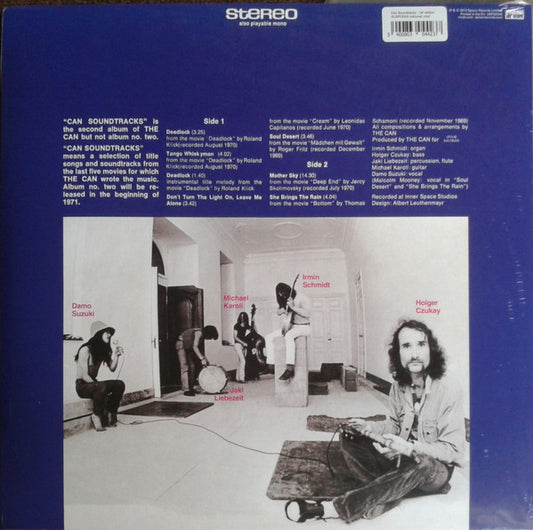 stereo
also playable mono
5 400863 044237
"CAN SOUNDTRACKS" is
the second album of THE
CAN but not album no. two.
"CAN SOUNDTRACKS"
means a selection of title
songs and soundtracks from
the last five movies for which
THE CAN wrote the music.
Album no. two will be re-
leased in the beginning of
1971.
Side 1
Deadlock (3.25)
from the movie "Deadlock" by Roland
Klick(recorded August 1970)
Tango Whiskyman (4.02)
from the movie "Deadlock" by Roland
Klick(recorded August 1970)
Deadlock (1.40)
instrumental title melody from the
movie "Deadlock" by Roland Klick
Don't Turn The Light On, Leave Me
Alone (3.42)
from the movie "Cream" by Leonidas
Capitanos (recorded June 1970)
Soul Desert (3.46)
from the movie "Mädchen mit Gewalt"
by Roger Fritz (recorded December
1969)
Side 2
Mother Sky (14.30)
from the movie "Deep End" by Jercy
Skolimovsky (recorded July 1970)
She Brings The Rain (4.04)
from the movie "Bottom" by Thomas
Schamoni (recorded November 1969)
All compositions & arrangements by
THE CAN
Produced by THE CAN for
Irmin Schmidt: organ
Holger Czukay: bass
Jaki Liebezeit: percussion, flute
Michael Karoli: guitar
Damo Suzuki: vocal
(Malcolm Mooney: vocal in "Soul
Desert" and "She Brings The Rain")
Recorded at Inner Space Studios
Design: Albert Leuthenmayr
Irmin
Schmidt
Michael
Karoli
Damo
Suzuki
Holger
Czukay
Jaki
Liebezeit